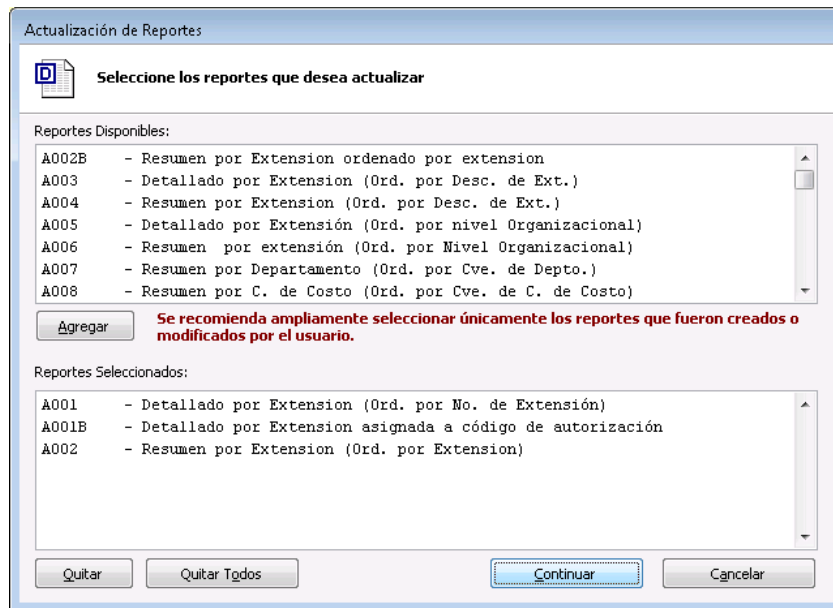 Actualización de Reportes
D
Seleccione los reportes que desea actualizar
Reportes Disponibles:
A002B - Resumen por Extension ordenado por extension
A003 - Detallado por Extension (Ord. por Desc. de Ext.)
A004 - Resumen por Extension (Ord. por Desc. de Ext.)
A005 - Detallado por Extensión (Ord. por nivel Organizacional)
A006 - Resumen  por extensión (Ord. por Nivel Organizacional)
A007 - Resumen por Departamento (Ord. por Cve. de Depto.)
A008 - Resumen por C. de Costo (Ord. por Cve. de C. de Costo)
Agregar
Se recomienda ampliamente seleccionar únicamente los reportes que fueron creados o
modificados por el usuario.
Reportes Seleccionados:
A001 - Detallado por Extension (Ord. por No. de Extensión)
A001B - Detallado por Extension asignada a código de autorización
A002 - Resumen por Extension (Ord. por Extension)
Quitar Quitar Todos Continuar Cancelar